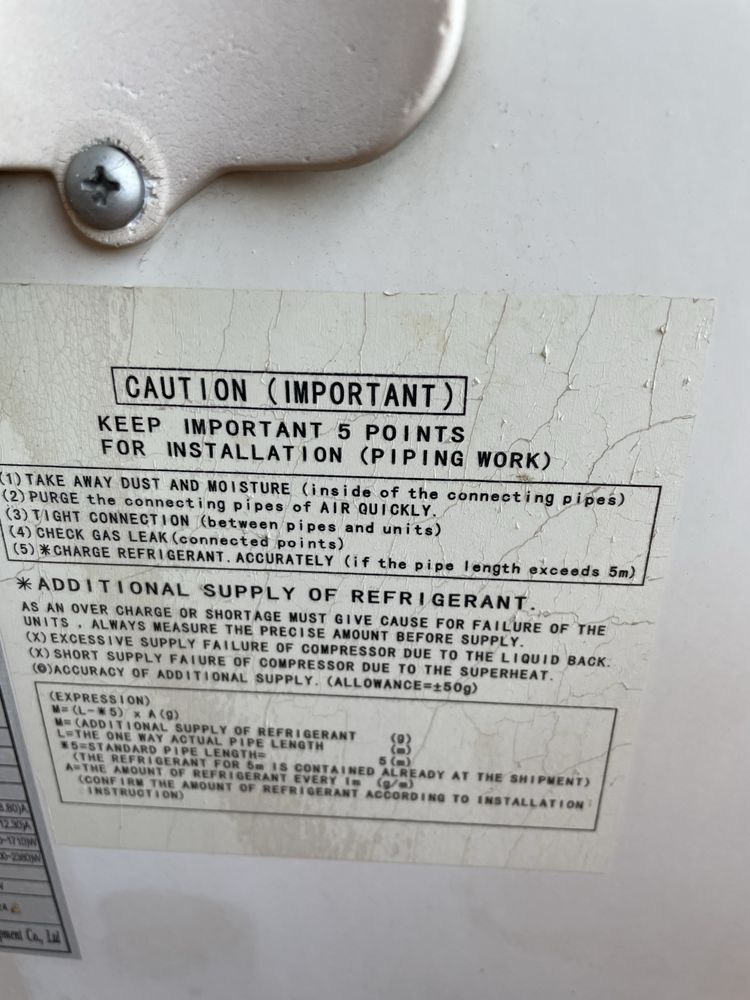 CAUTION (IMPORTANT)
KEEP IMPORTANT 5 POINTS
FOR INSTALLATION (PIPING WORK)
(1) TAKE AWAY DUST AND MOISTURE (inside of the connecting pipes)
(2) PURGE the connecting pipes of AIR QUICKLY.
(3) TIGHT CONNECTION (between pipes and units)
(4) CHECK GAS LEAK (connected points)
(5) ＊CHARGE REFRIGERANT. ACCURATELY (if the pipe length exceeds 5m)
＊ADDITIONAL SUPPLY OF REFRIGERANT.
AS AN OVER CHARGE OR SHORTAGE MUST GIVE CAUSE FOR FAILURE OF THE
UNITS , ALWAYS MEASURE THE PRECISE AMOUNT BEFORE SUPPLY.
(X) EXCESSIVE SUPPLY FAILURE OF COMPRESSOR DUE TO THE LIQUID BACK.
(X) SHORT SUPPLY FAIURE OF COMPRESSOR DUE TO THE SUPERHEAT.
(◎)ACCURACY OF ADDITIONAL SUPPLY. (ALLOWANCE=±50g)
(EXPRESSION)
M=(L-＊5) x A(g)
M=(ADDITIONAL SUPPLY OF REFRIGERANT (g)
L=THE ONE WAY ACTUAL PIPE LENGTH (m)
＊5=STANDARD PIPE LENGTH= 5(m)
(THE REFRIGERANT FOR 5m IS CONTAINED ALREADY AT THE SHIPMENT)
A=THE AMOUNT OF REFRIGERANT EVERY 1m (g/m)
(CONFIRM THE AMOUNT OF REFRIGERANT ACCORDING TO INSTALLATION
INSTRUCTION)
Co., Ltd